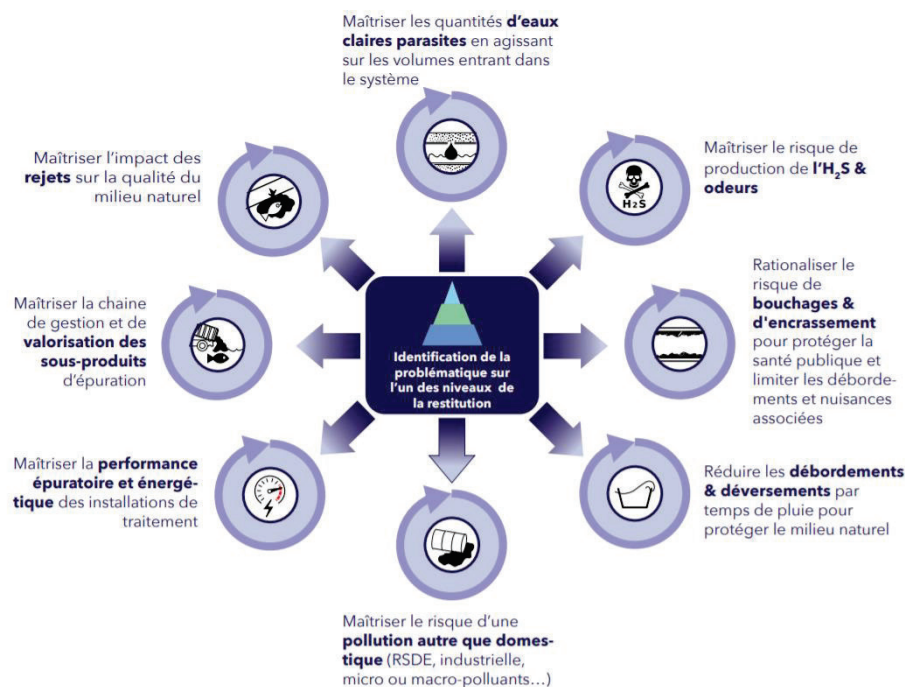 Maîtriser les quantités d'eaux
claires parasites en agissant
sur les volumes entrant dans
le système
Maîtriser l'impact des
rejets sur la qualité du
milieu naturel
Maîtriser le risque de
production de l'H₂S &
odeurs
H2S
Maîtriser la chaine
de gestion et de
valorisation des
sous-produits
d'épuration
Identification de la
problématique sur
l'un des niveaux de
la restitution
Rationaliser le
risque de
bouchages &
d'encrassement
pour protéger la
santé publique et
limiter les déborde-
ments et nuisances
associées
Maîtriser la performance
épuratoire et énergé-
tique des installations de
traitement
Réduire les débordements
& déversements par
temps de pluie pour
protéger le milieu naturel
Maîtriser le risque d'une
pollution autre que domes-
tique (RSDE, industrielle,
micro ou macro-polluants...)